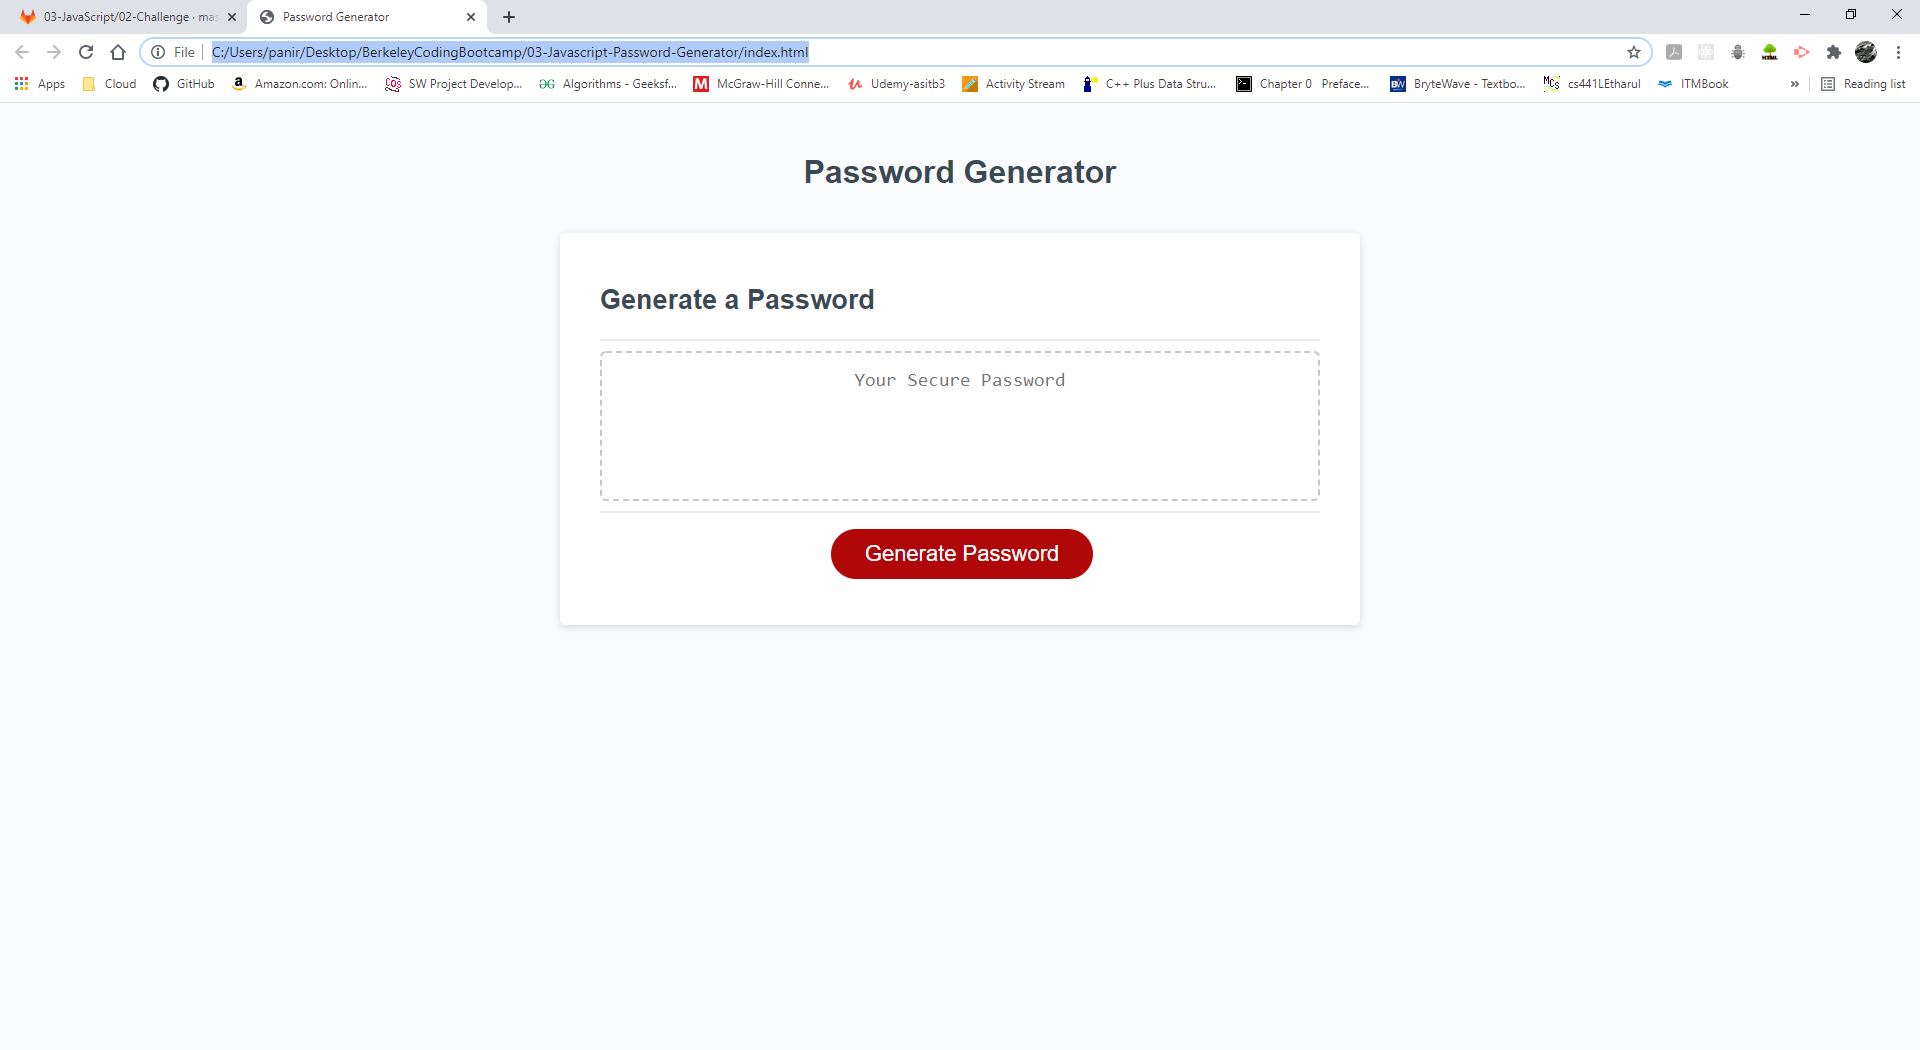 03-JavaScript/02-Challenge · mas
Password Generator
File
C:/Users/panir/Desktop/BerkeleyCodingBootcamp/03-Javascript-Password-Generator/index.html
Apps
Cloud
GitHub
Amazon.com: Onlin...
SW Project Develop...
Algorithms - Geeksf...
McGraw-Hill Conne...
Udemy-asitb3
Activity Stream
C++ Plus Data Stru...
Chapter 0 Preface...
BryteWave - Textbo...
cs441LEtharul
ITMBook
»
Reading list
Password Generator
Generate a Password
Your Secure Password
Generate Password